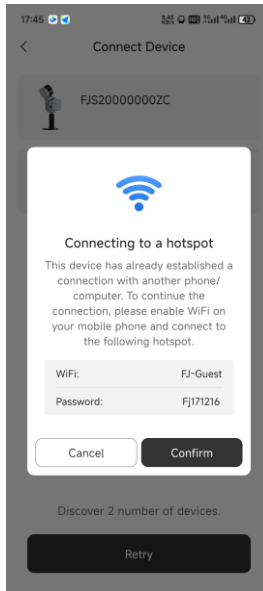 17:45
Connect Device
FJS20000000ZC
Connecting to a hotspot
This device has already established a
connection with another phone/
computer. To continue the
connection, please enable WiFi on
your mobile phone and connect to
the following hotspot.
WiFi: FJ-Guest
Password: Fj171216
Cancel Confirm
Discover 2 number of devices.
Retry